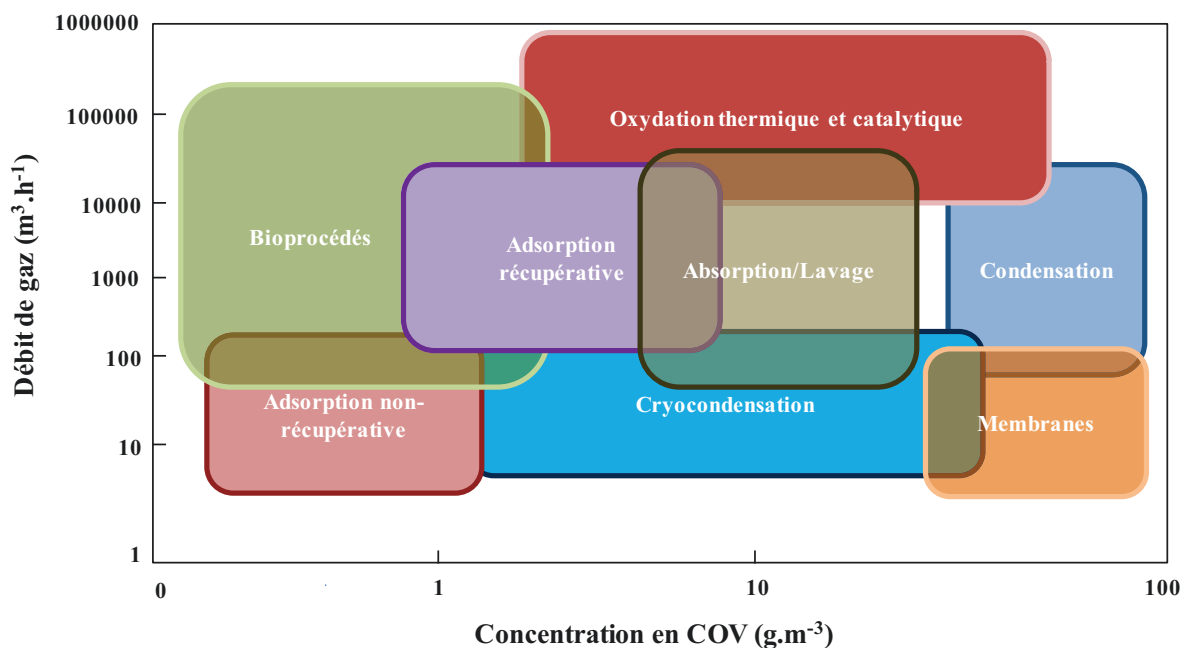 Débit de gaz (m³.h-¹)
1000000
100000
10000
1000
100
10
1
Oxydation thermique et catalytique
Bioprocédés
Adsorption
récupérative
Absorption/Lavage
Condensation
Adsorption non-
récupérative
Cryocondensation
Membranes
0
1
10
100
Concentration en COV (g.m-³)